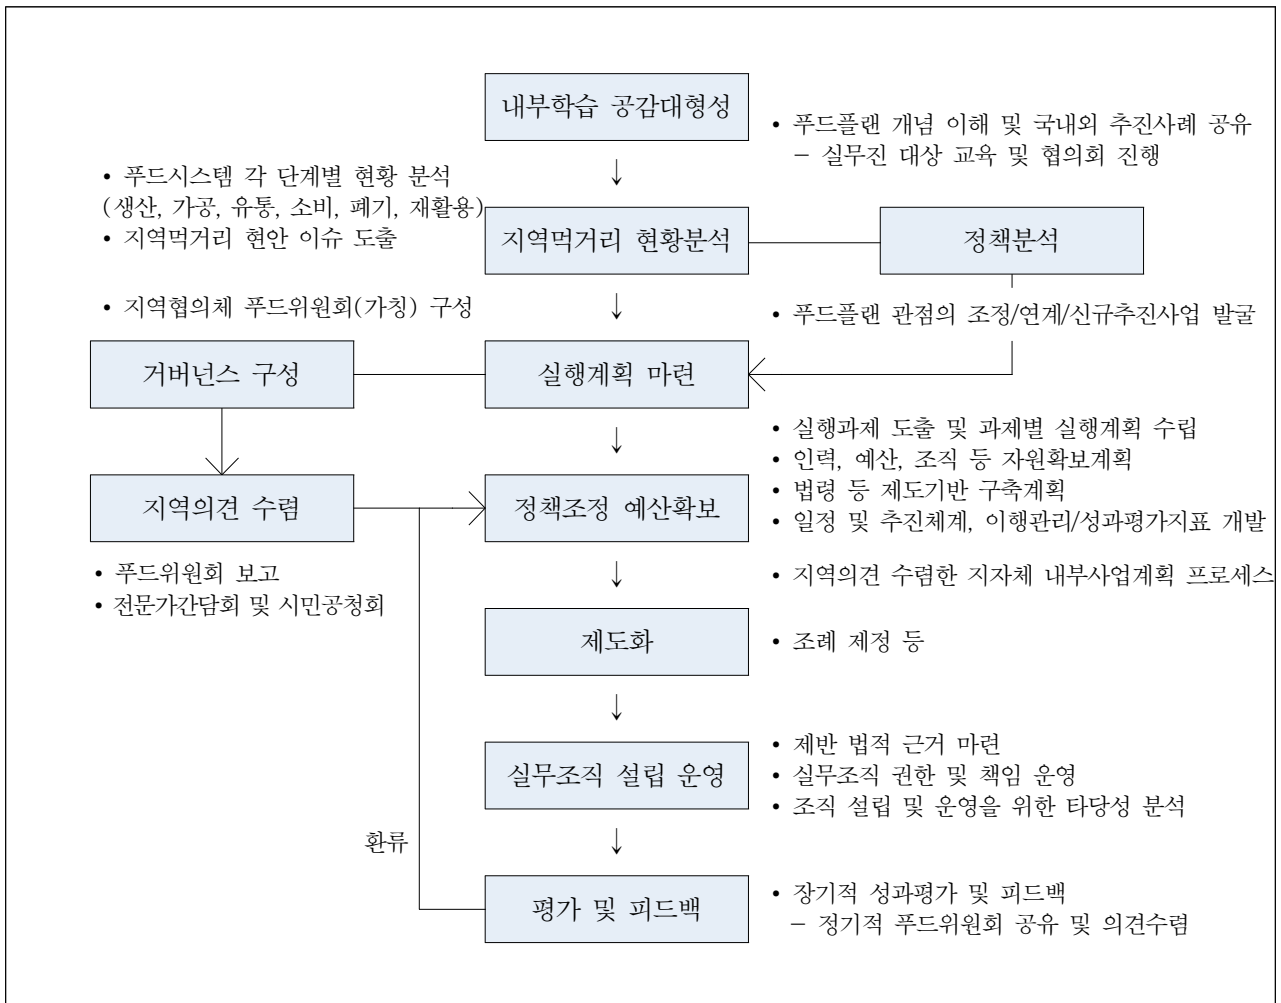 내부학습 공감대형성
• 푸드플랜 개념 이해 및 국내외 추진사례 공유
– 실무진 대상 교육 및 협의회 진행
• 푸드시스템 각 단계별 현황 분석
(생산, 가공, 유통, 소비, 폐기, 재활용)
• 지역먹거리 현안 이슈 도출
지역먹거리 현황분석
정책분석
• 지역협의체 푸드위원회(가칭) 구성
• 푸드플랜 관점의 조정/연계/신규추진사업 발굴
거버넌스 구성
실행계획 마련
• 실행과제 도출 및 과제별 실행계획 수립
• 인력, 예산, 조직 등 자원확보계획
• 법령 등 제도기반 구축계획
• 일정 및 추진체계, 이행관리/성과평가지표 개발
지역의견 수렴
정책조정 예산확보
• 푸드위원회 보고
• 전문가간담회 및 시민공청회
• 지역의견 수렴한 지자체 내부사업계획 프로세스
제도화
• 조례 제정 등
실무조직 설립 운영
• 제반 법적 근거 마련
• 실무조직 권한 및 책임 운영
• 조직 설립 및 운영을 위한 타당성 분석
환류
평가 및 피드백
• 장기적 성과평가 및 피드백
– 정기적 푸드위원회 공유 및 의견수렴